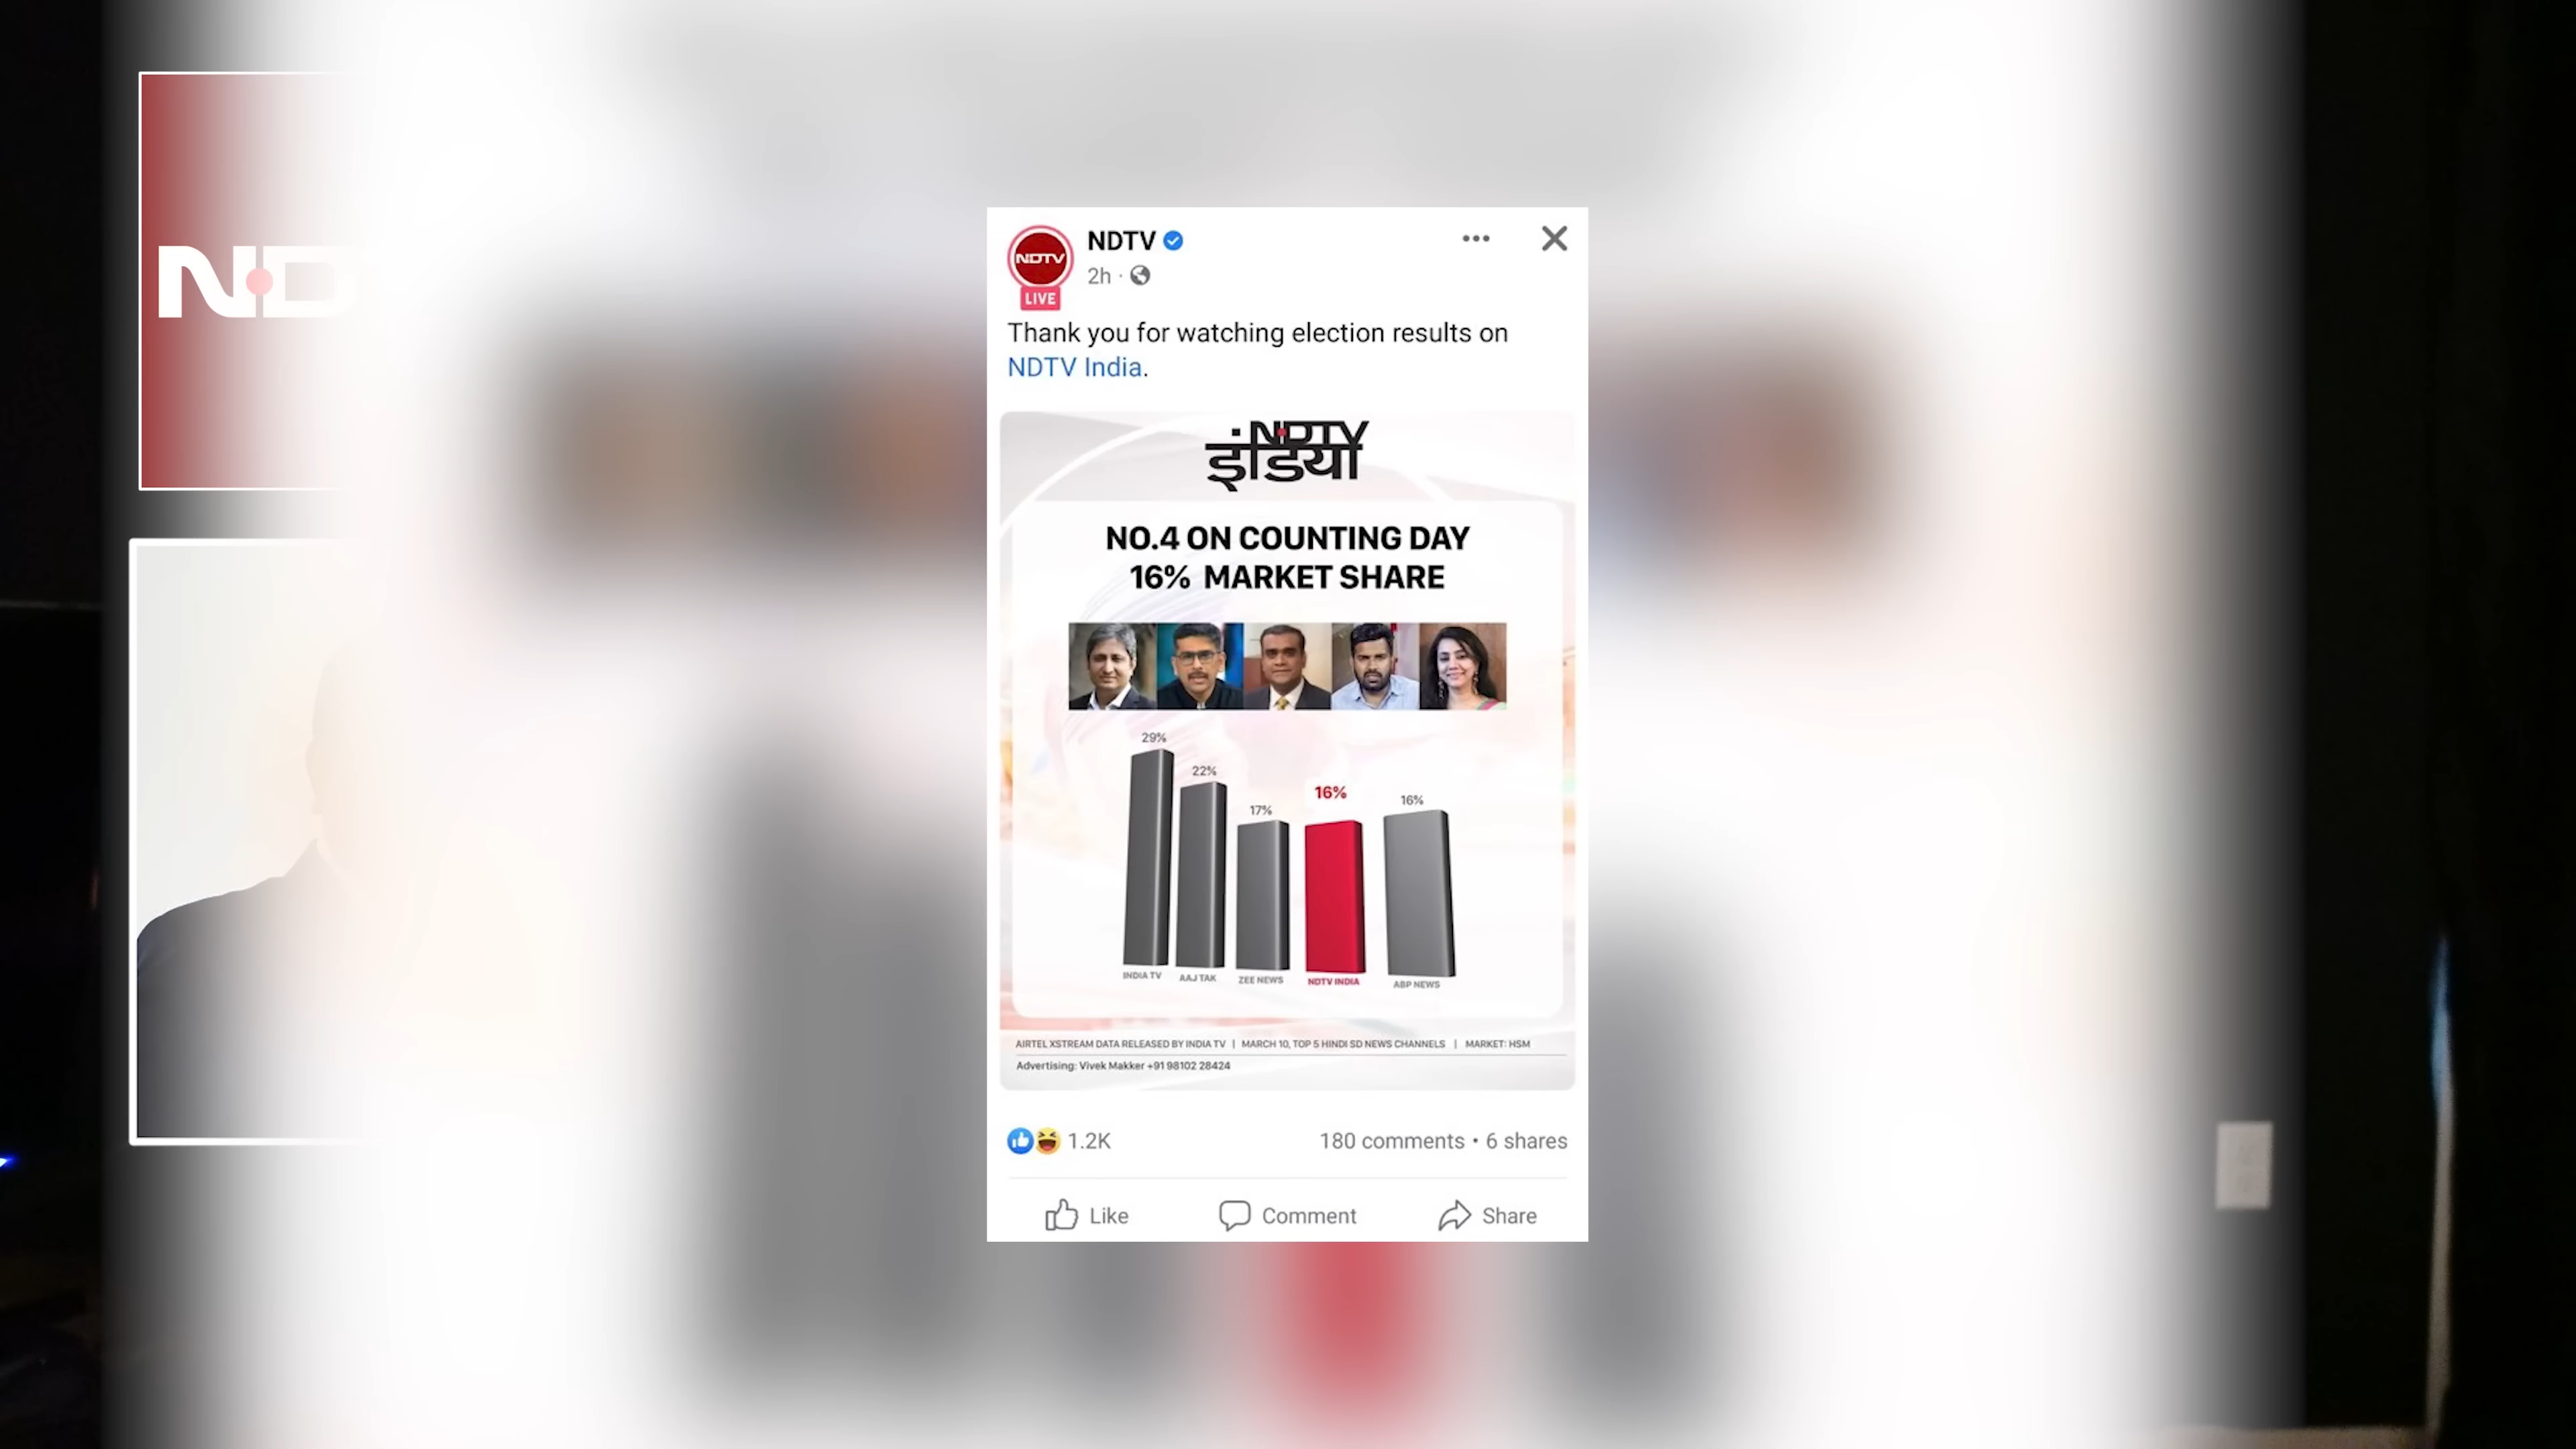 ND
NDTV
NDTV
LIVE
2h ·
Thank you for watching election results on
NDTV India.
NDTV
इंडिया
NO.4 ON COUNTING DAY
16% MARKET SHARE
29%
22%
17%
16%
16%
INDIA TV
AAJ TAK
ZEE NEWS
NDTV INDIA
ABP NEWS
AIRTEL XSTREAM DATA RELEASED BY INDIA TV | MARCH 10, TOP 5 HINDI SD NEWS CHANNELS | MARKET: HSM
Advertising: Vivek Makker +91 98102 28424
1.2K
180 comments • 6 shares
Like
Comment
Share